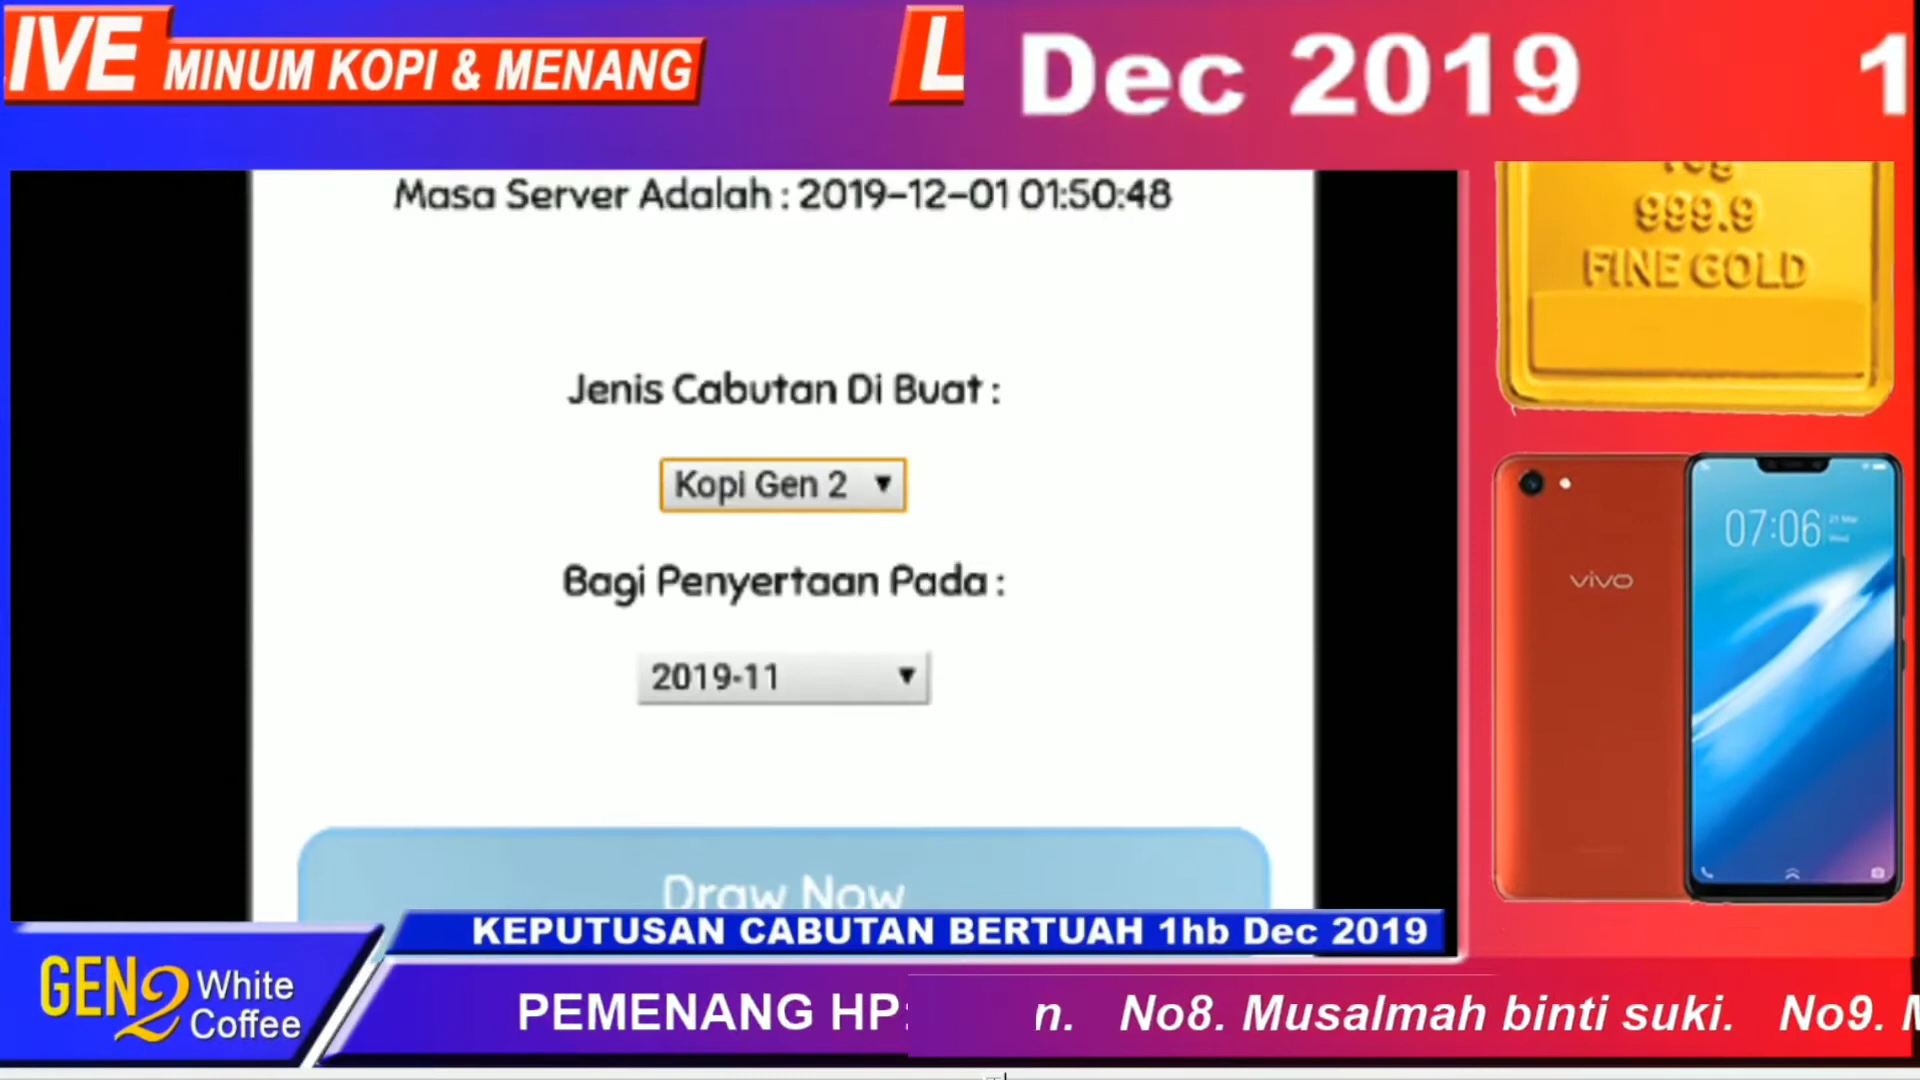 IVE MINUM KOPI & MENANG
L
Dec 2019
1
Masa Server Adalah : 2019-12-01 01:50:48
999.9
FINE GOLD
Jenis Cabutan Di Buat :
Kopi Gen 2
Bagi Penyertaan Pada :
2019-11
07:06
vivo
Draw Now
KEPUTUSAN CABUTAN BERTUAH 1hb Dec 2019
GEN2 White Coffee
PEMENANG HP:
n. No8. Musalmah binti suki. No9.